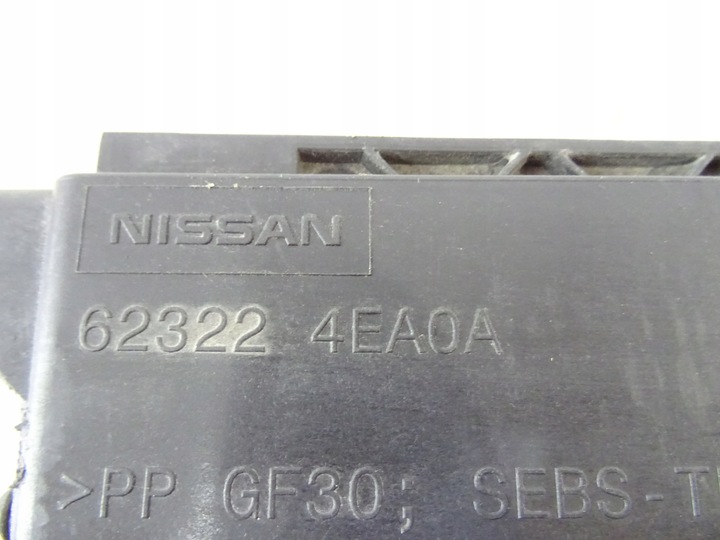 NISSAN
62322 4EA0A
>PP GF30; SEBS-T